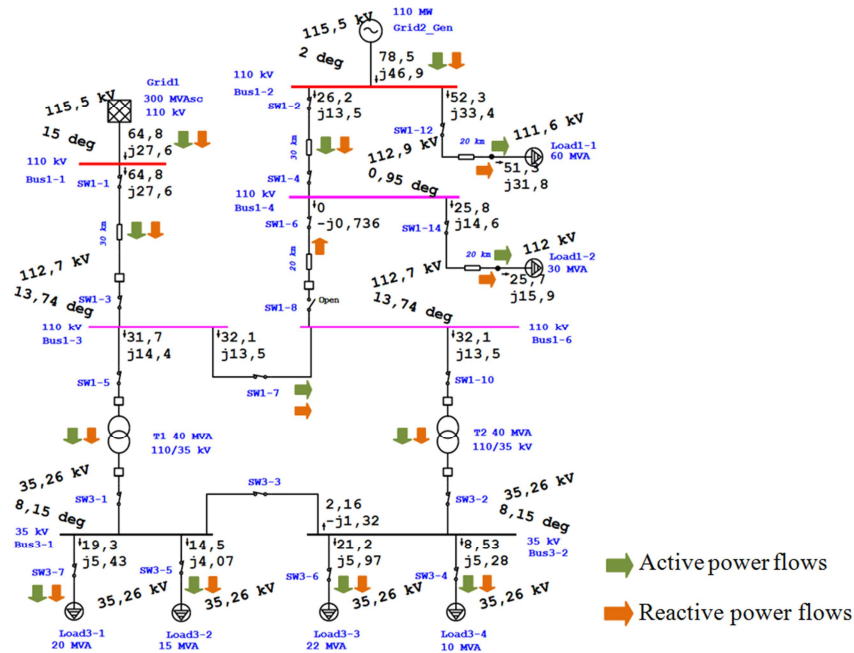 110 MW
Grid2_Gen
115,5 kV
2 deg
78,5
j46,9
110 kV
Bus1-2
26,2
j13,5
52,3
j33,4
SW1-2
SW1-12
30 km
20 km
111,6 kV
Load1-1
60 MVA
51,3
j31,8
Grid1
300 MVAsc
110 kV
115,5 kV
15 deg
64,8
j27,6
110 kV
Bus1-1
64,8
j27,6
SW1-1
30 km
112,7 kV
13,74 deg
SW1-3
SW1-4
112,9 kV
0,95 deg
110 kV
Bus1-4
0
-j0,736
SW1-6
25,8
j14,6
SW1-14
20 km
20 km
112 kV
Load1-2
30 MVA
25,7
j15,9
112,7 kV
13,74 deg
SW1-8
Open
110 kV
Bus1-3
31,7
j14,4
32,1
j13,5
110 kV
Bus1-6
32,1
j13,5
SW1-5
SW1-7
SW1-10
T1 40 MVA
110/35 kV
T2 40 MVA
110/35 kV
35,26 kV
8,15 deg
SW3-1
SW3-3
SW3-2
35,26 kV
8,15 deg
2,16
-j1,32
35 kV
Bus3-1
35 kV
Bus3-2
19,3
j5,43
14,5
j4,07
21,2
j5,97
8,53
j5,28
SW3-7
SW3-5
SW3-6
SW3-4
35,26 kV
35,26 kV
35,26 kV
35,26 kV
Load3-1
20 MVA
Load3-2
15 MVA
Load3-3
22 MVA
Load3-4
10 MVA
Active power flows
Reactive power flows